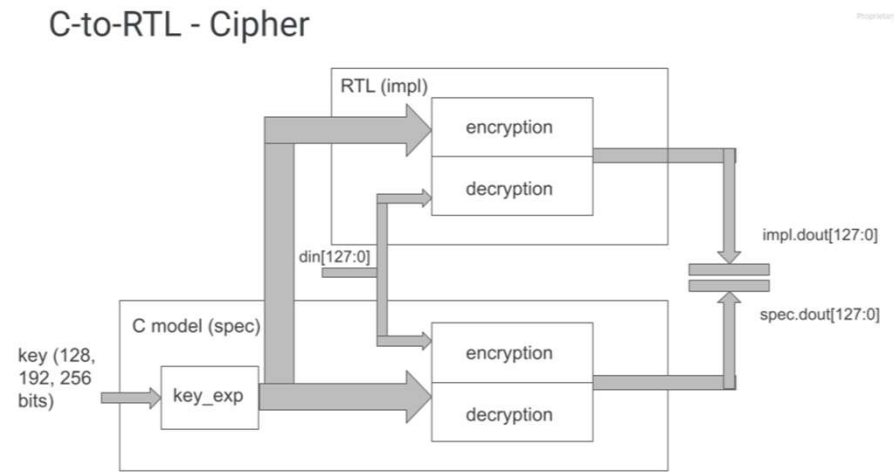 C-to-RTL - Cipher
RTL (impl)
encryption
decryption
din[127:0]
impl.dout[127:0]
C model (spec)
spec.dout[127:0]
key (128,
192, 256
bits)
key_exp
encryption
decryption